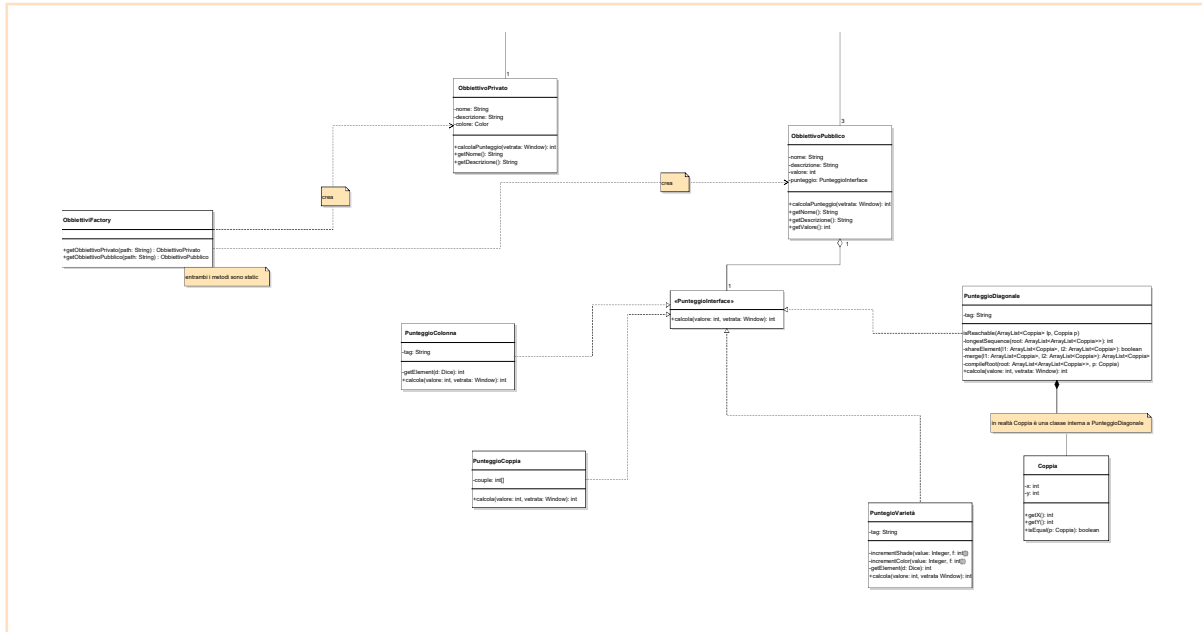 1
ObbiettivoPrivato
-nome: String
-descrizione: String
-colore: Color
+calcolaPunteggio(vetrata: Window): int
+getNome(): String
+getDescrizione(): String
3
ObbiettivoPubblico
-nome: String
-descrizione: String
-valore: int
-punteggio: PunteggioInterface
+calcolaPunteggio(vetrata: Window): int
+getNome(): String
+getDescrizione(): String
+getValore(): int
1
crea
crea
ObbiettiviFactory
+getObbiettivoPrivato(path: String) : ObbiettivoPrivato
+getObbiettivoPubblico(path: String) : ObbiettivoPubblico
entrambi i metodi sono static
1
«PunteggioInterface»
+calcola(valore: int, vetrata: Window): int
PunteggioDiagonale
-tag: String
-isReachable(ArrayList<Coppia> lp, Coppia p)
-longestSequence(root: ArrayList<ArrayList<Coppia>>): int
-shareElement(l1: ArrayList<Coppia>, l2: ArrayList<Coppia>): boolean
-merge(l1: ArrayList<Coppia>, l2: ArrayList<Coppia>): ArrayList<Coppia>
-compileRoot(root: ArrayList<ArrayList<Coppia>>, p: Coppia)
+calcola(valore: int, vetrata: Window): int
PunteggioColonna
-tag: String
-getElement(d: Dice): int
+calcola(valore: int, vetrata: Window): int
in realtà Coppia è una classe interna a PunteggioDiagonale
PunteggioCoppia
-couple: int[]
+calcola(valore: int, vetrata: Window): int
Coppia
-x: int
-y: int
+getX(): int
+getY(): int
+isEqual(p: Coppia): boolean
PuntegioVarietà
-tag: String
-incrementShade(value: Integer, f: int[])
-incrementColor(value: Integer, f: int[])
-getElement(d: Dice): int
+calcola(valore: int, vetrata Window): int